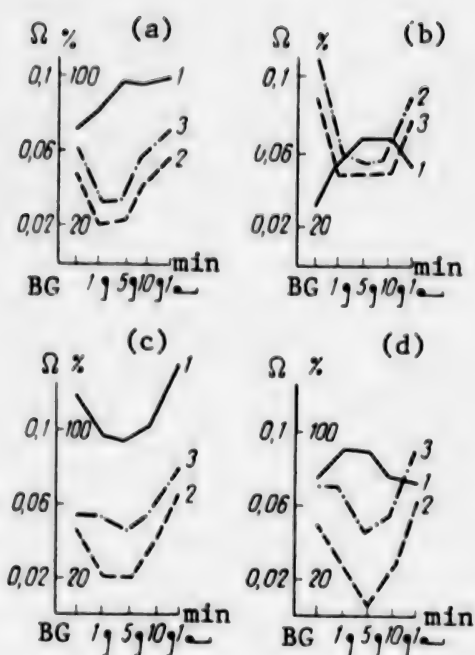 Ω % (a)
0,1 100 1
0,06 3
2
0,02 20
min
BG 1 5 10
% (b)
0,1
2
0,06 3
1
0,02 20
min
BG 1 5 10
Ω % (c)
1
0,1 100
3
0,06 2
0,02 20
min
BG 1 5 10
Ω % (d)
0,1 100 3
1
0,06 2
0,02 20
min
BG 1 5 10